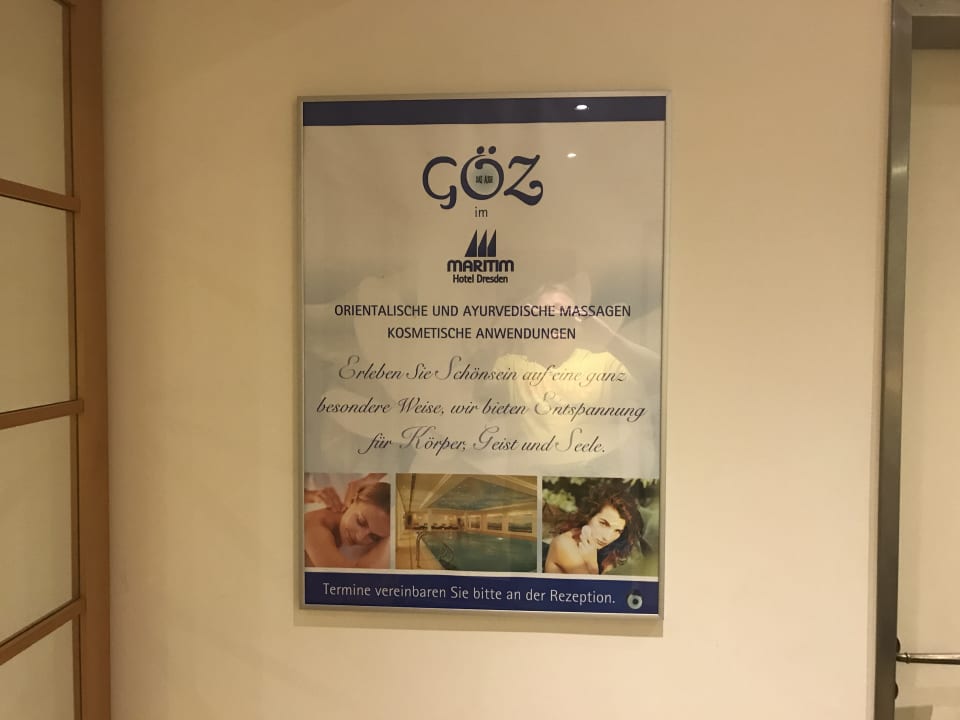 GÖZ
im
MARITIM
Hotel Dresden
ORIENTALISCHE UND AYURVEDISCHE MASSAGEN
KOSMETISCHE ANWENDUNGEN
Erleben Sie Schönsein auf eine ganz
besondere Weise, wir bieten Entspannung
für Körper, Geist und Seele.
Termine vereinbaren Sie bitte an der Rezeption.